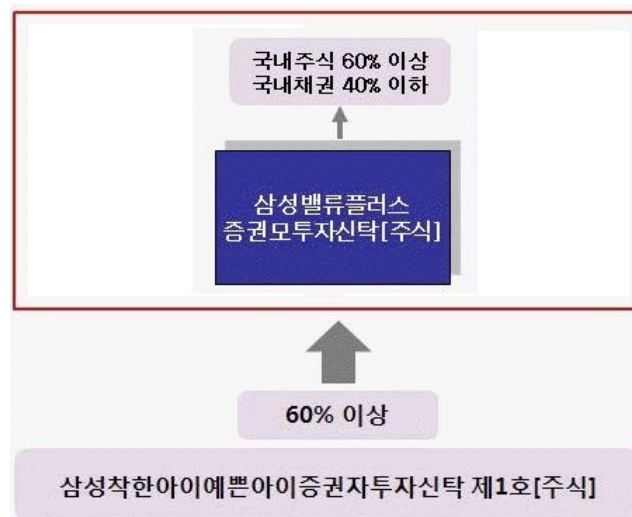 국내주식 60% 이상
국내채권 40% 이하
삼성밸류플러스
증권모투자신탁[주식]
60% 이상
삼성착한아이예쁜아이증권자투자신탁 제1호[주식]